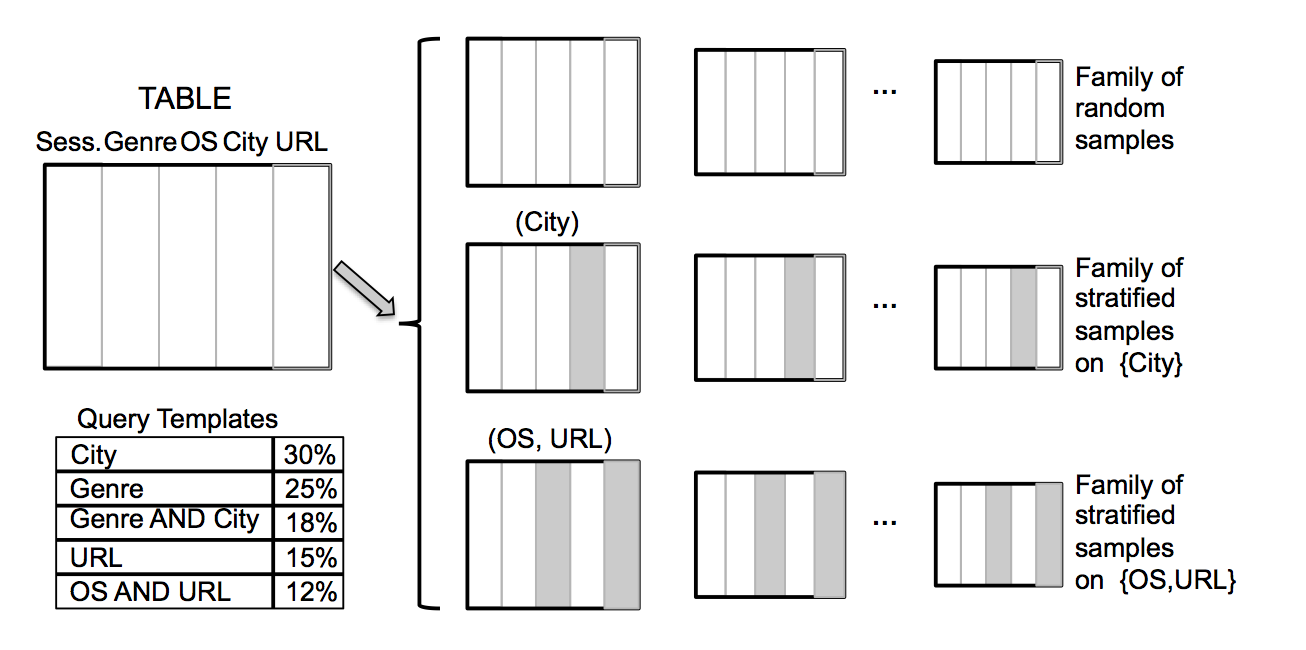 TABLE
Sess. Genre OS City URL
Query Templates
City 30%
Genre 25%
Genre AND City 18%
URL 15%
OS AND URL 12%
...
Family of
random
samples
(City)
...
Family of
stratified
samples
on {City}
(OS, URL)
...
Family of
stratified
samples
on {OS,URL}